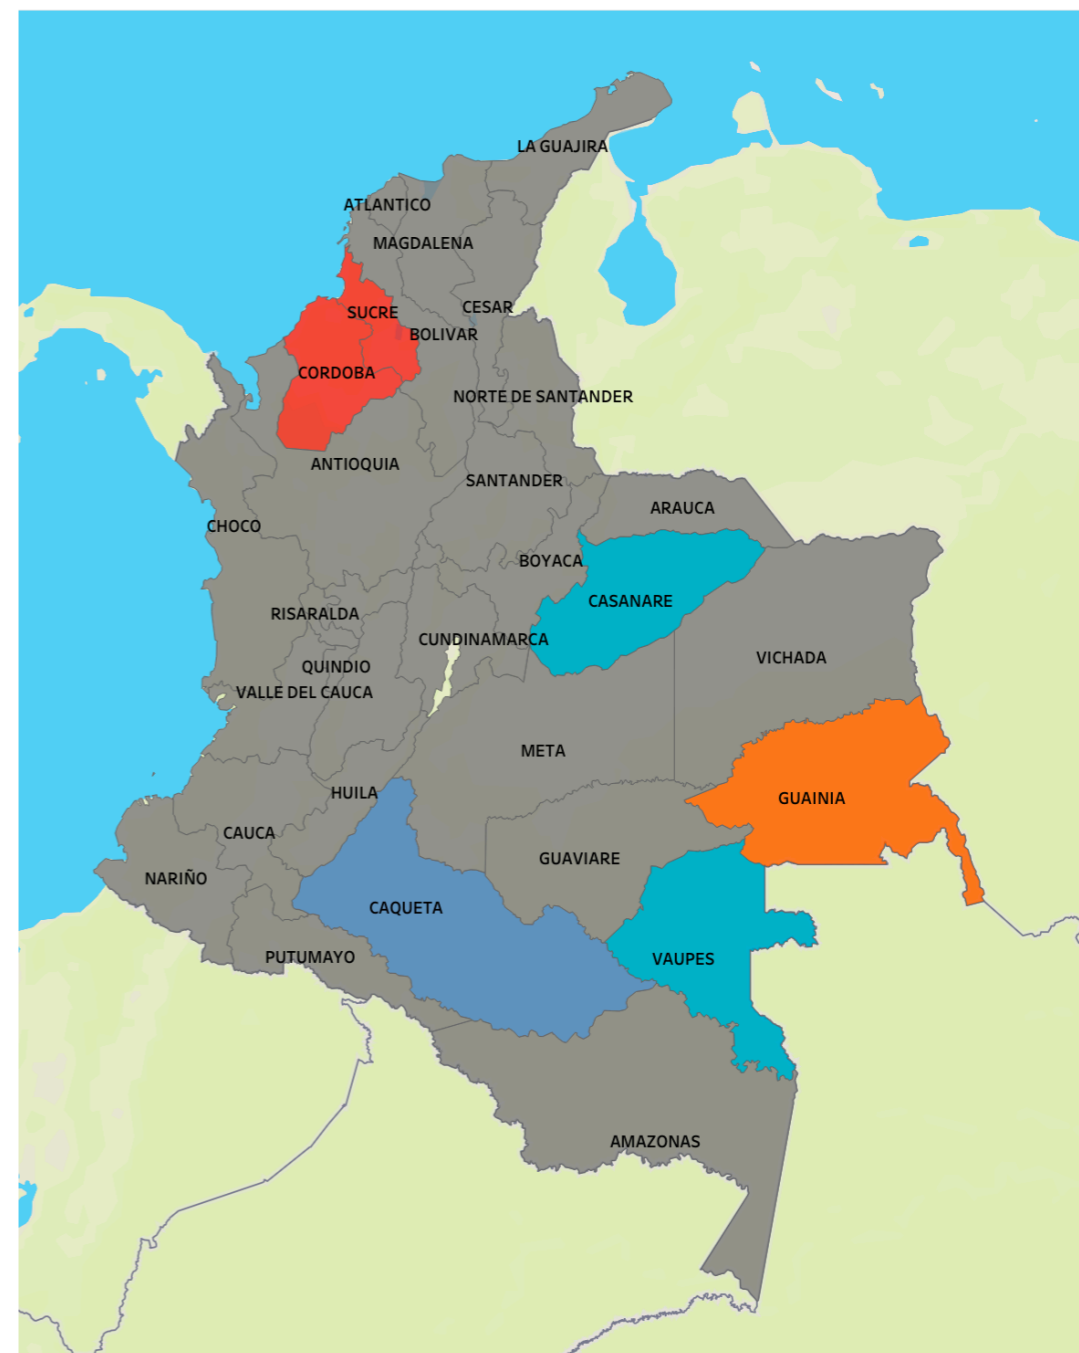 LA GUAJIRA
ATLANTICO
MAGDALENA
CESAR
SUCRE
BOLIVAR
CORDOBA
NORTE DE SANTANDER
ANTIOQUIA
SANTANDER
ARAUCA
CHOCO
BOYACA
CASANARE
RISARALDA
CUNDINAMARCA
VICHADA
QUINDIO
VALLE DEL CAUCA
META
HUILA
GUAINIA
CAUCA
GUAVIARE
NARIÑO
CAQUETA
PUTUMAYO
VAUPES
AMAZONAS